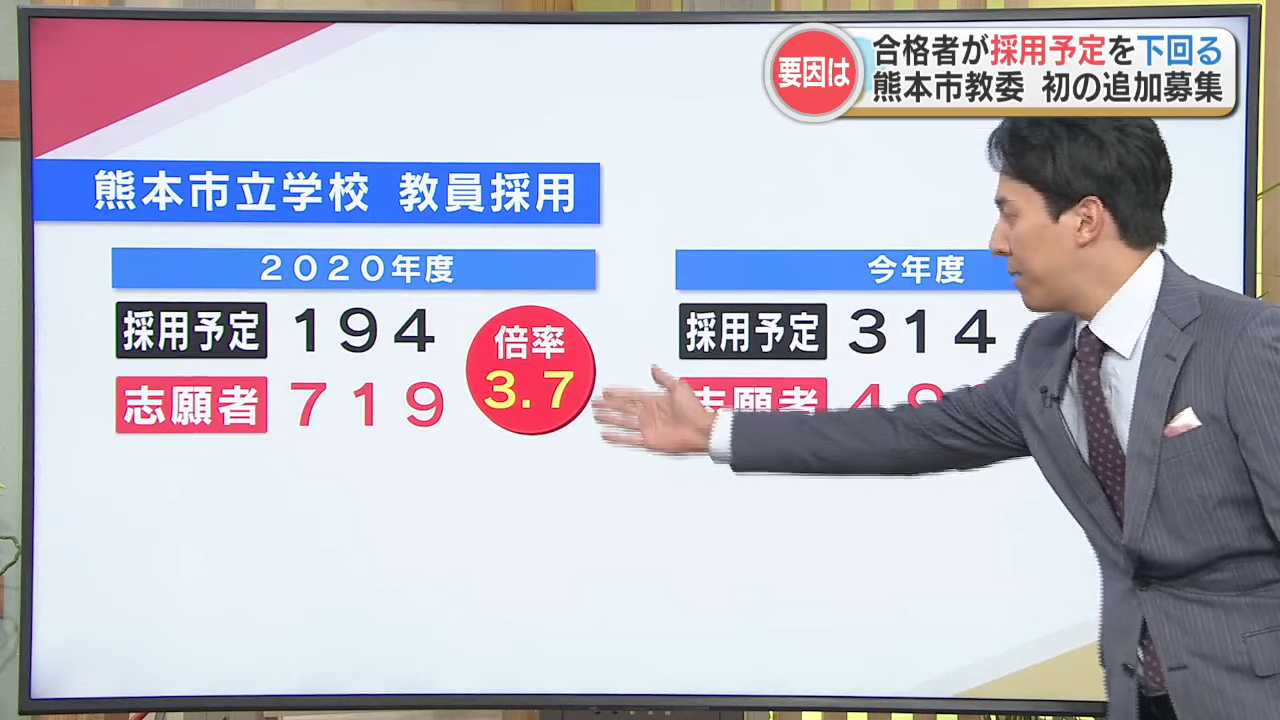 要因は
合格者が採用予定を下回る
熊本市教委 初の追加募集
熊本市立学校 教員採用
2020年度
採用予定 194
志願者 719
倍率
3.7
今年度
採用予定 314
志願者